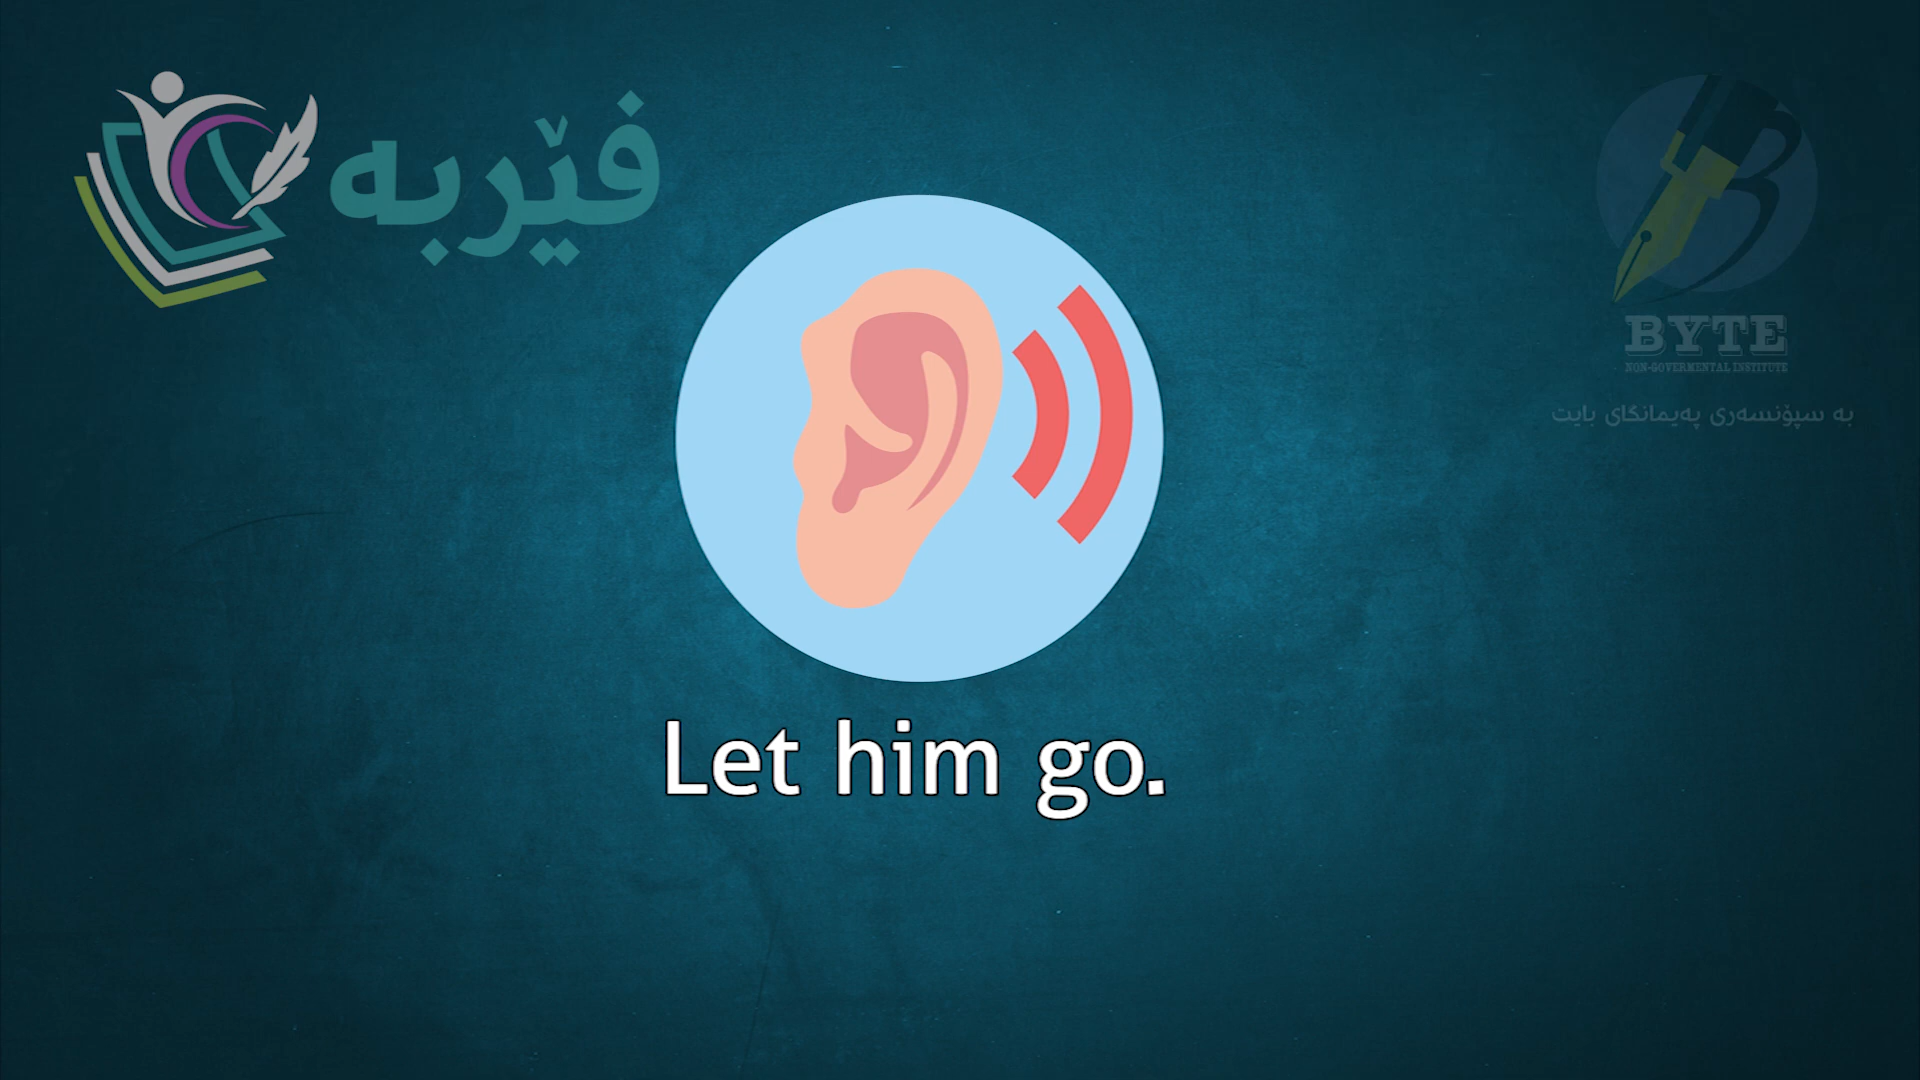 فێربە
BYTE
NON-GOVERMENTAL INSTITUTE
بە سپۆنسەری پەیمانگای بایت
Let him go.